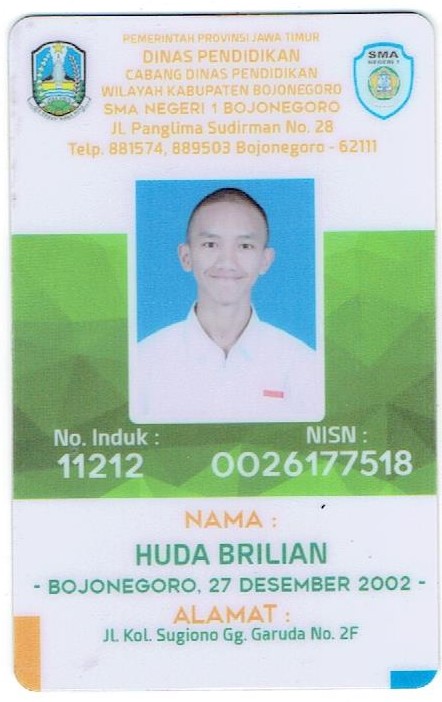 PEMERINTAH PROVINSI JAWA TIMUR
DINAS PENDIDIKAN
CABANG DINAS PENDIDIKAN
WILAYAH KABUPATEN BOJONEGORO
SMA NEGERI 1 BOJONEGORO
Jl. Panglima Sudirman No. 28
Telp. 881574, 889503 Bojonegoro - 62111
SMA
NEGERI 1
No. Induk :
11212
NISN :
0026177518
NAMA :
HUDA BRILIAN
- BOJONEGORO, 27 DESEMBER 2002 -
ALAMAT :
Jl. Kol. Sugiono Gg. Garuda No. 2F